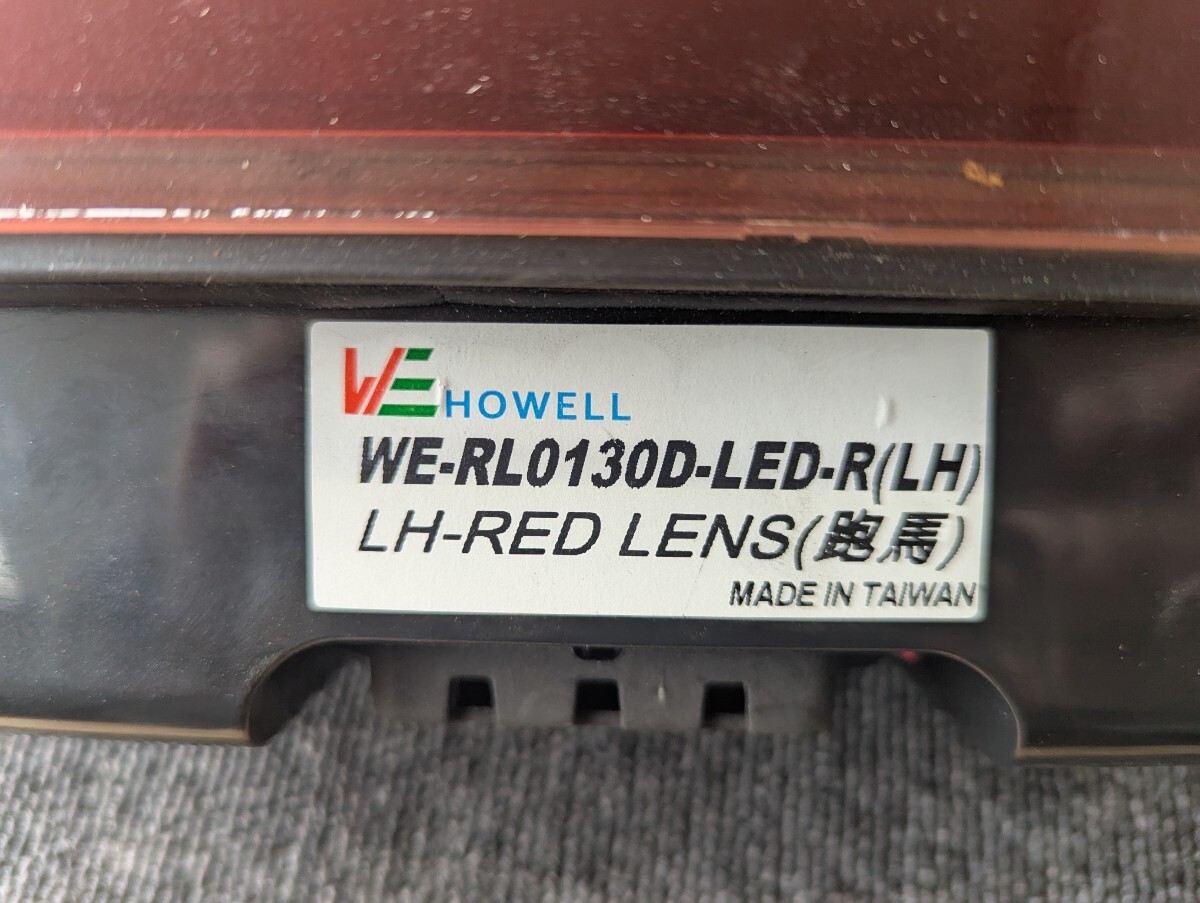 WE HOWELL
WE-RL0130D-LED-R(LH)
LH-RED LENS(跑馬)
MADE IN TAIWAN